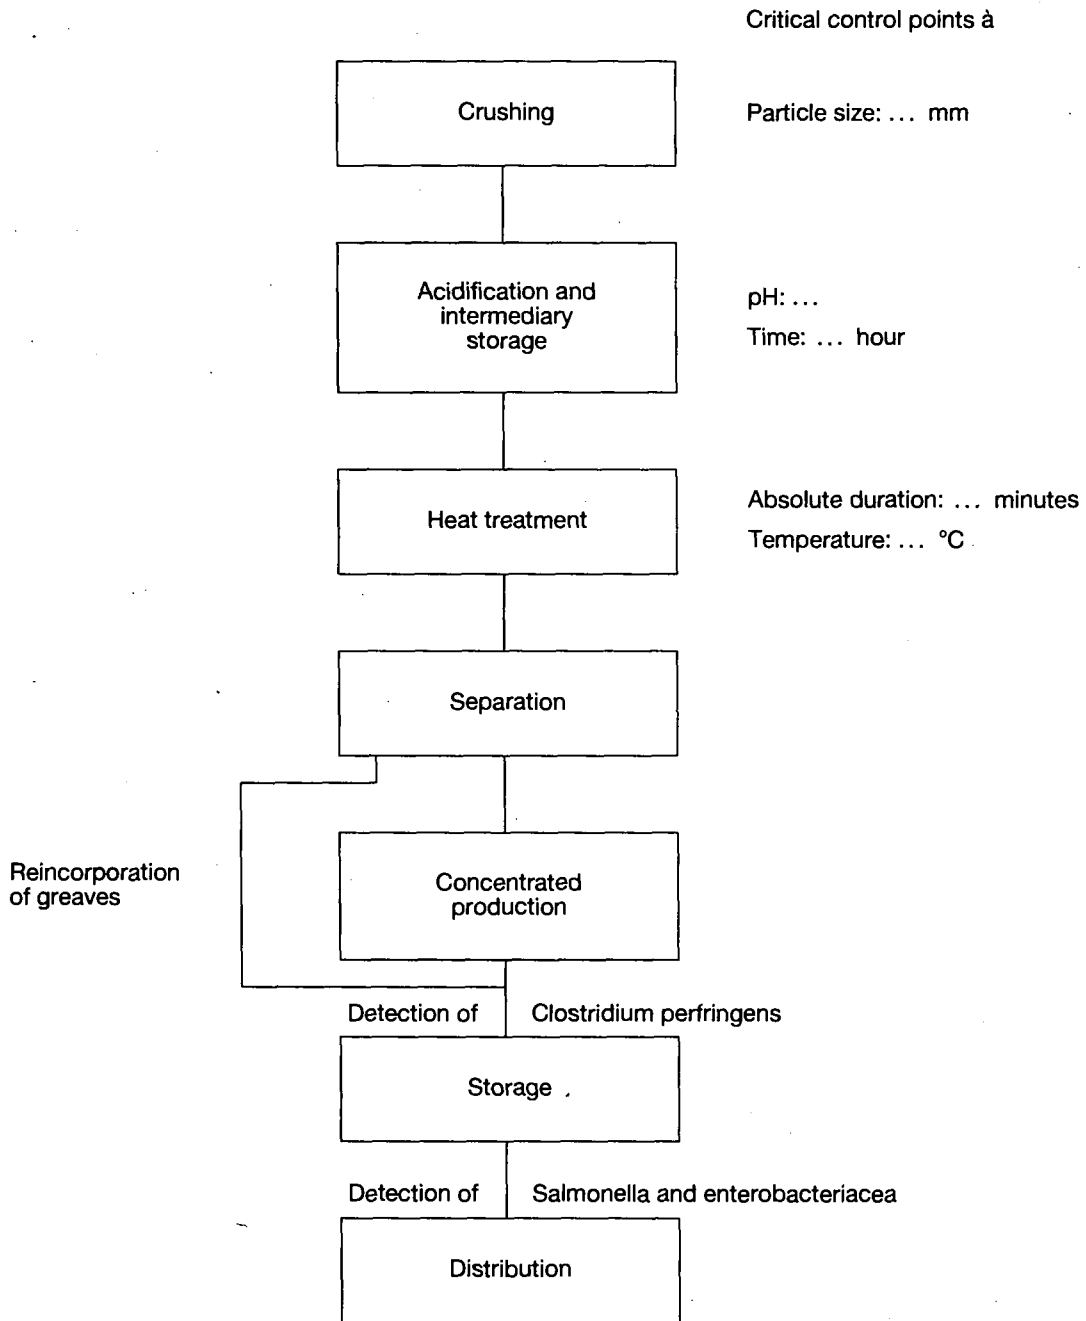 Critical control points à
Crushing
Particle size: ... mm
Acidification and
intermediary
storage
pH: ...
Time: ... hour
Heat treatment
Absolute duration: ... minutes
Temperature: ... °C
Separation
Reincorporation
of greaves
Concentrated
production
Detection of Clostridium perfringens
Storage
Detection of Salmonella and enterobacteriacea
Distribution